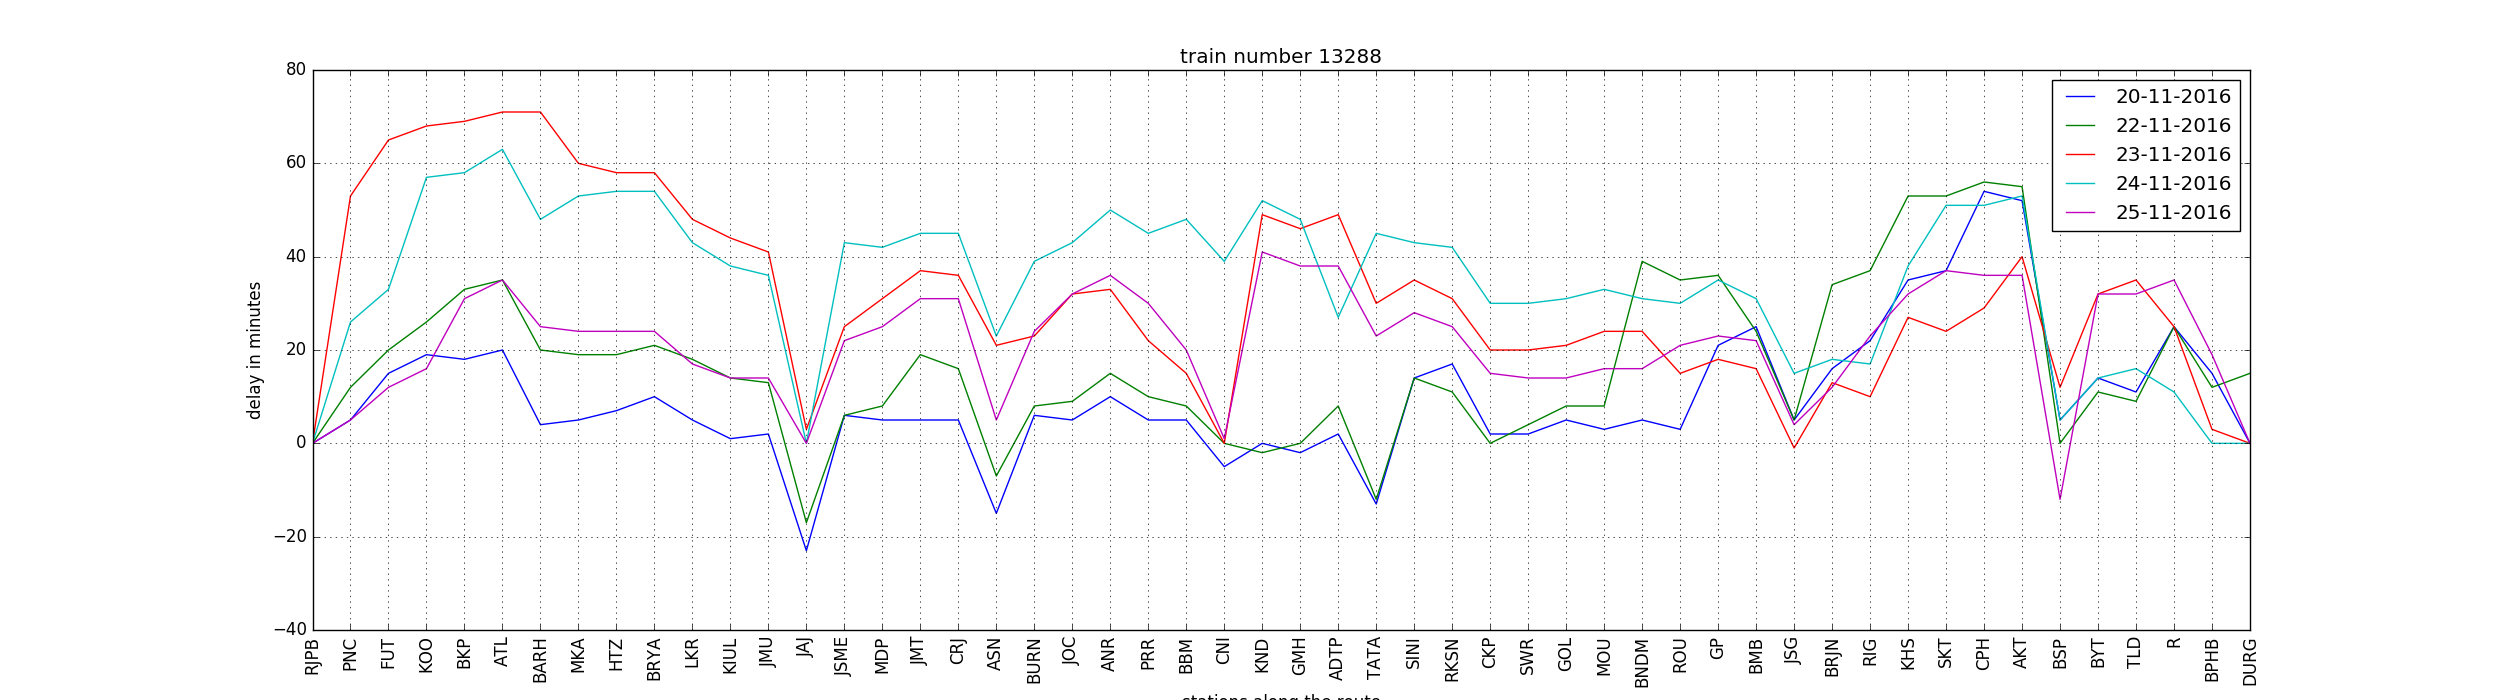 train number 13288
80
60
40
20
0
−20
−40
delay in minutes
20-11-2016
22-11-2016
23-11-2016
24-11-2016
25-11-2016
RJPB
PNC
FUT
KOO
BKP
ATL
BARH
MKA
HTZ
BRYA
LKR
KIUL
JMU
JAJ
JSME
MDP
JMT
CRJ
ASN
BURN
JOC
ANR
PRR
BBM
CNI
KND
GMH
ADTP
TATA
SINI
RKSN
CKP
SWR
GOL
MOU
BNDM
ROU
GP
BMB
JSG
BRJN
RIG
KHS
SKT
CPH
AKT
BSP
BYT
TLD
R
BPHB
DURG
stations along the route